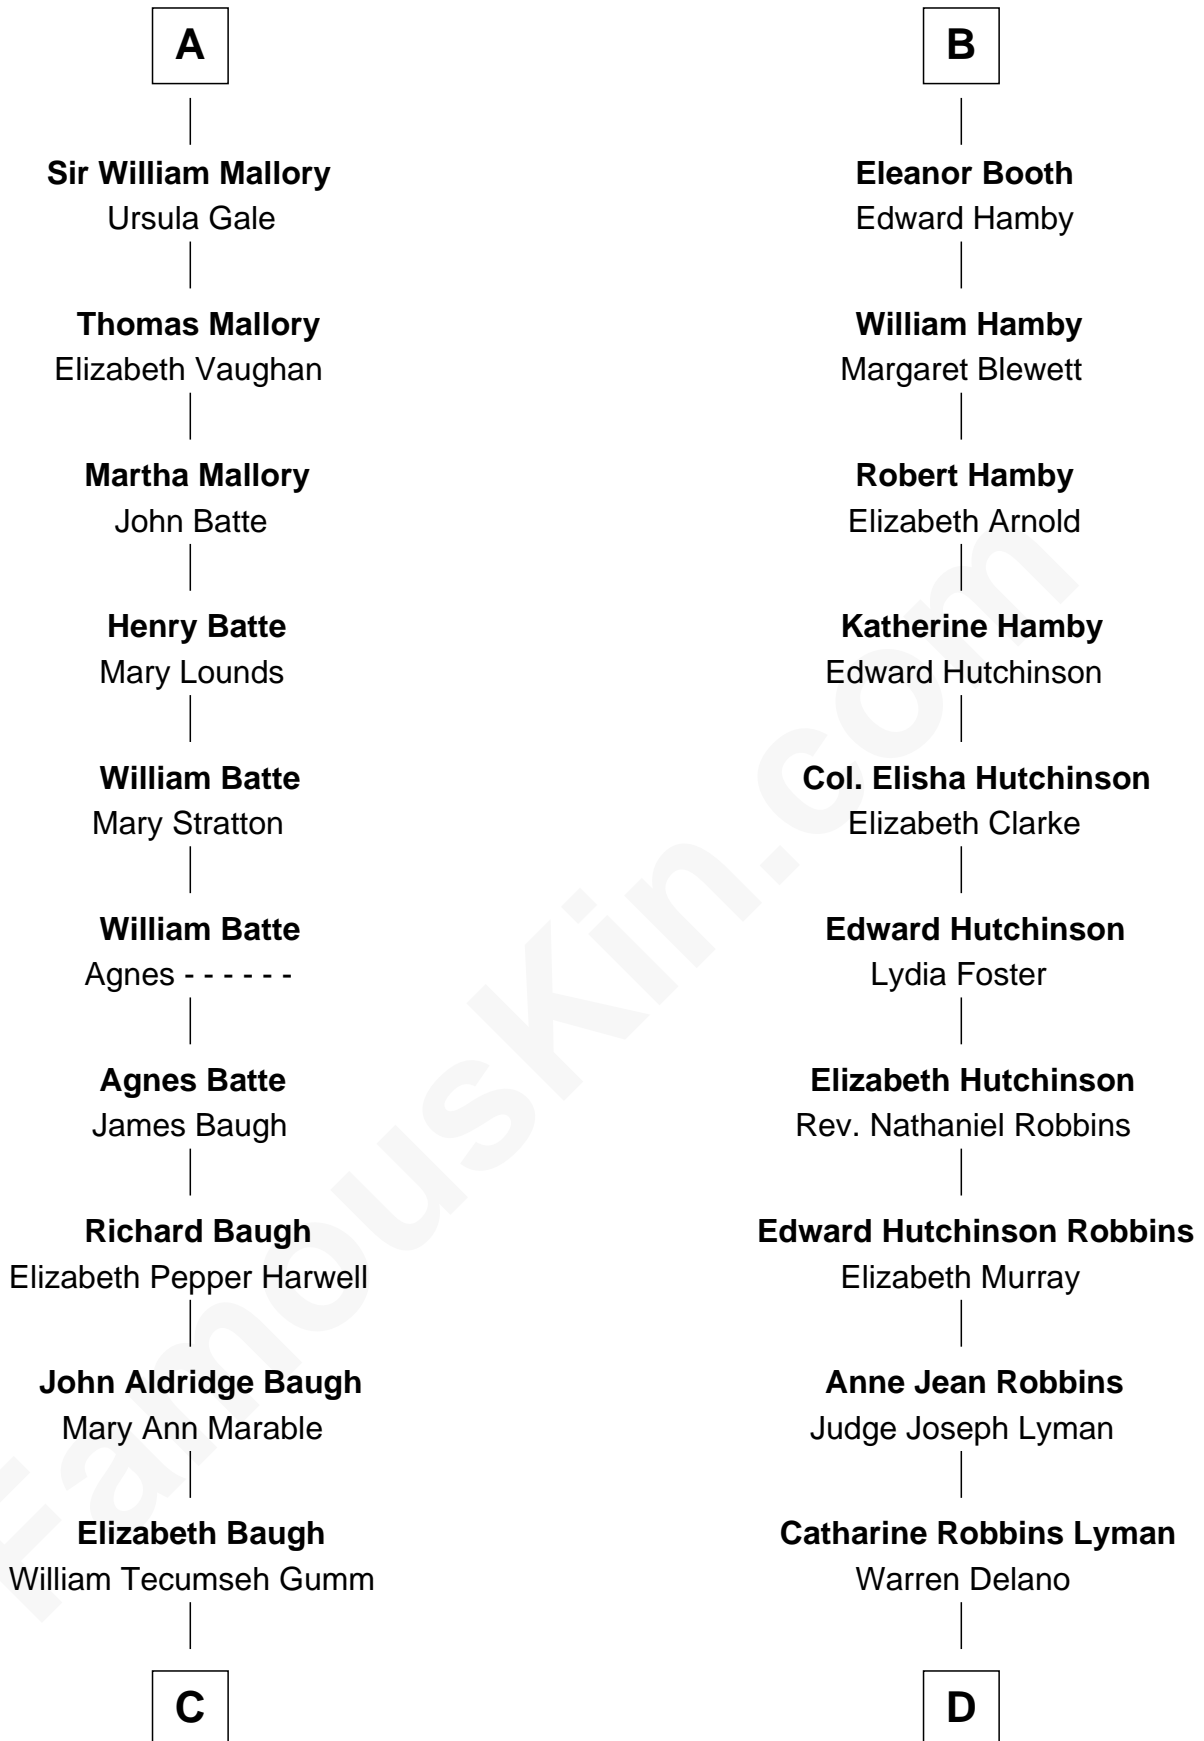 A
Sir William Mallory
Ursula Gale
Thomas Mallory
Elizabeth Vaughan
Martha Mallory
John Batte
Henry Batte
Mary Lounds
William Batte
Mary Stratton
William Batte
Agnes - - - - - -
Agnes Batte
James Baugh
Richard Baugh
Elizabeth Pepper Harwell
John Aldridge Baugh
Mary Ann Marable
Elizabeth Baugh
William Tecumseh Gumm
C
B
Eleanor Booth
Edward Hamby
William Hamby
Margaret Blewett
Robert Hamby
Elizabeth Arnold
Katherine Hamby
Edward Hutchinson
Col. Elisha Hutchinson
Elizabeth Clarke
Edward Hutchinson
Lydia Foster
Elizabeth Hutchinson
Rev. Nathaniel Robbins
Edward Hutchinson Robbins
Elizabeth Murray
Anne Jean Robbins
Judge Joseph Lyman
Catharine Robbins Lyman
Warren Delano
D
FamousKin.com